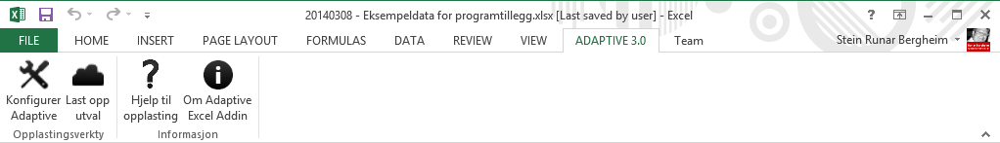 20140308 - Eksempeldata for programtillegg.xlsx [Last saved by user] - Excel
FILE HOME INSERT PAGE LAYOUT FORMULAS DATA REVIEW VIEW ADAPTIVE 3.0 Team Stein Runar Bergheim
Konfigurer Adaptive
Last opp utval
Hjelp til opplasting
Om Adaptive Excel Addin
Opplastingsverkty
Informasjon